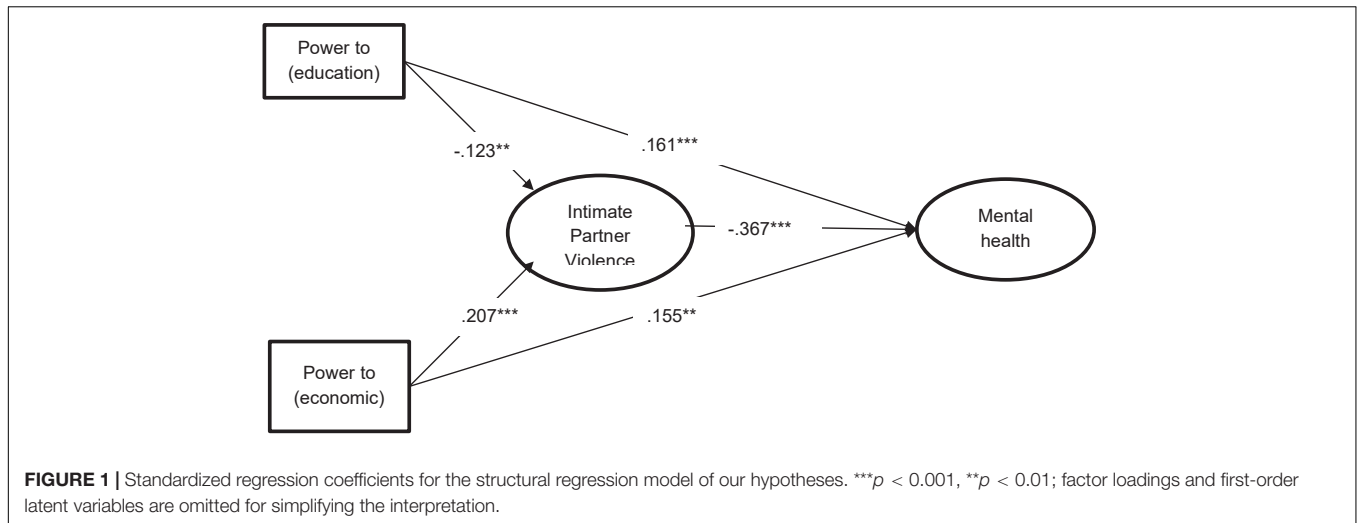 Power to
(education)
-.123**
.161***
Intimate
Partner
Violence
-.367***
Mental
health
.207***
.155**
Power to
(economic)
FIGURE 1 | Standardized regression coefficients for the structural regression model of our hypotheses. ***p < 0.001, **p < 0.01; factor loadings and first-order
latent variables are omitted for simplifying the interpretation.